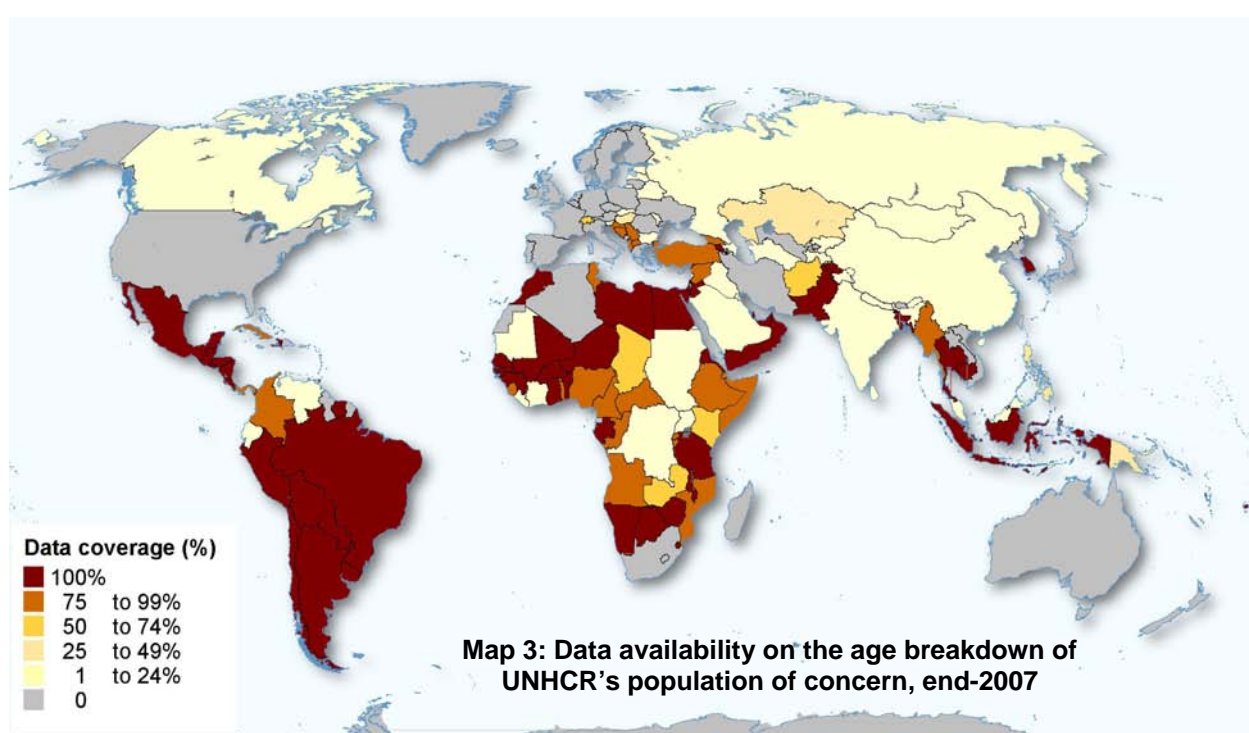 Data coverage (%)
100%
75 to 99%
50 to 74%
25 to 49%
1 to 24%
0
Map 3: Data availability on the age breakdown of
UNHCR's population of concern, end-2007